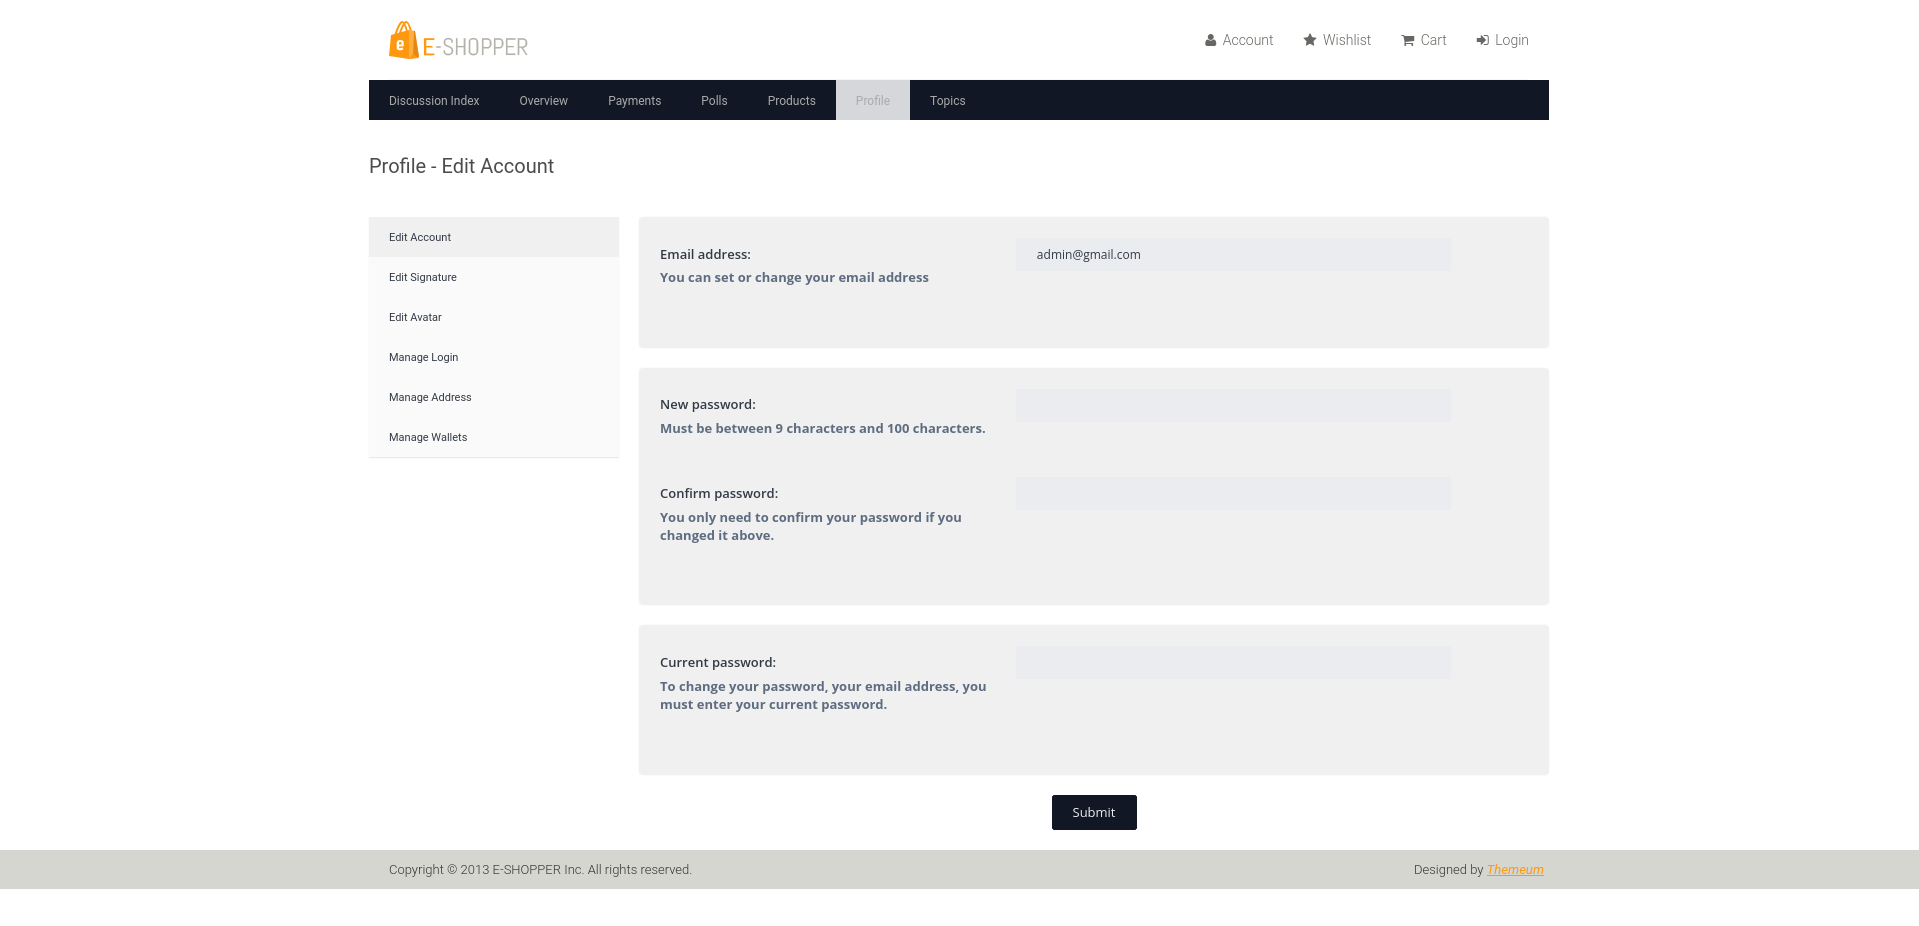 e E-SHOPPER
Account Wishlist Cart Login
Discussion Index Overview Payments Polls Products Profile Topics
Profile - Edit Account
Edit Account
Edit Signature
Edit Avatar
Manage Login
Manage Address
Manage Wallets
Email address: admin@gmail.com
You can set or change your email address
New password:
Must be between 9 characters and 100 characters.
Confirm password:
You only need to confirm your password if you
changed it above.
Current password:
To change your password, your email address, you
must enter your current password.
Submit
Copyright © 2013 E-SHOPPER Inc. All rights reserved. Designed by Themeum